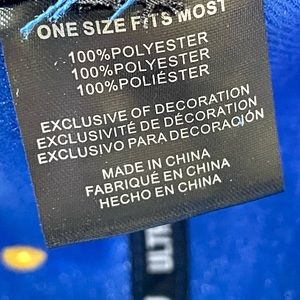 ONE SIZE FITS MOST
100%POLYESTER
100%POLYESTER
100%POLIÉSTER
EXCLUSIVE OF DECORATION
EXCLUSIVITÉ DE DÉCORATION
EXCLUSIVO PARA DECORACIÓN
MADE IN CHINA
FABRIQUÉ EN CHINA
HECHO EN CHINA